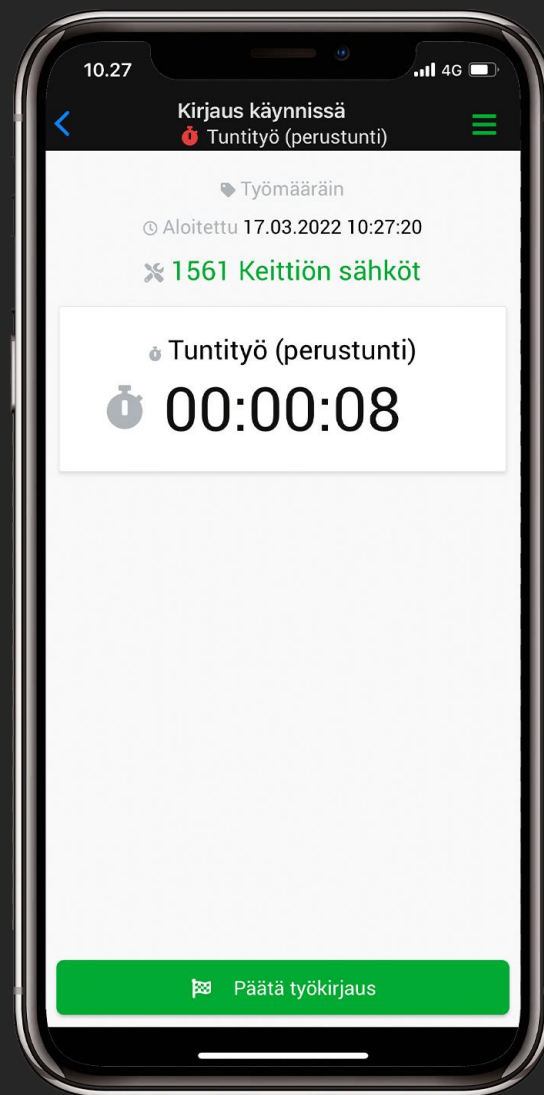 10.27
4G
Kirjaus käynnissä
Tuntityö (perustunti)
Työmääräin
Aloitettu 17.03.2022 10:27:20
1561 Keittiön sähköt
Tuntityö (perustunti)
00:00:08
Päätä työkirjaus